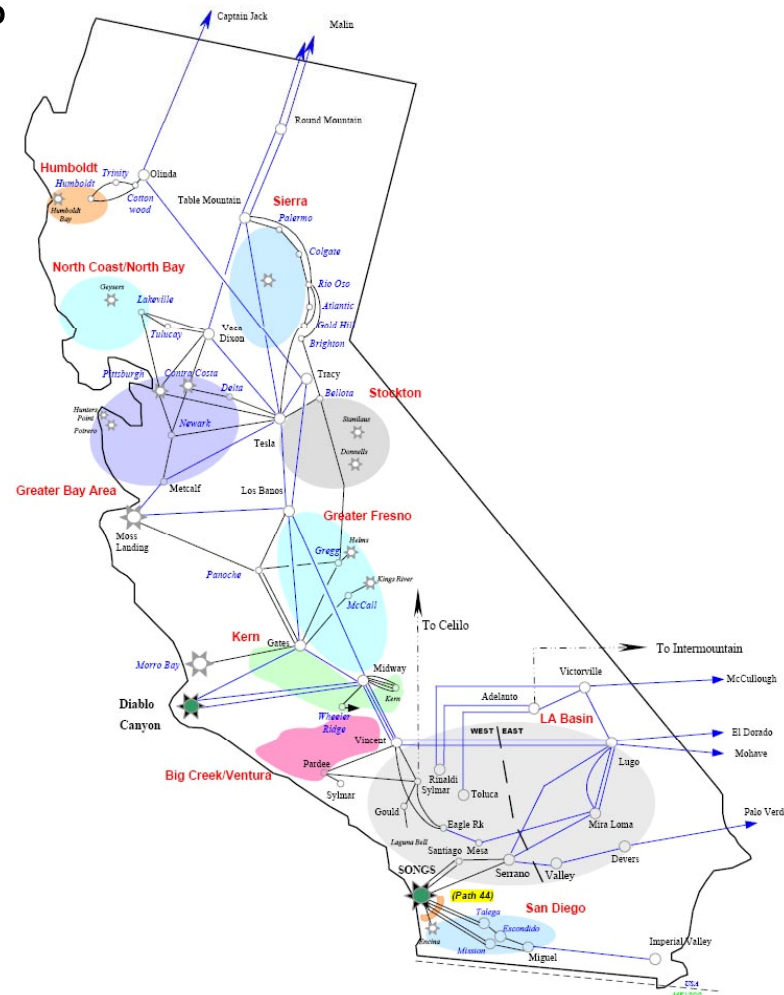 Captain Jack
Malin
Round Mountain
Humboldt
Trinity
Olinda
Humboldt
Cotton
wood
Humboldt
Bay
Table Mountain
Sierra
Palermo
Colgate
North Coast/North Bay
Geysers
Rio Oso
Lakeville
Atlantic
Gold Hill
Vaca
Dixon
Tulucay
Brighton
Pittsburgh
Contra Costa
Tracy
Delta
Bellota
Stockton
Hunters
Point
Potrero
Newark
Stanilaus
Tesla
Donnells
Greater Bay Area
Metcalf
Los Banos
Moss
Landing
Greater Fresno
Helms
Gregg
Panoche
Kings River
McCall
To Celilo
Kern
Gates
To Intermountain
Morro Bay
Midway
Victorville
McCullough
Kern
Adelanto
Diablo
Canyon
Wheeler
Ridge
LA Basin
WEST
EAST
El Dorado
Vincent
Mohave
Lugo
Pardee
Big Creek/Ventura
Rinaldi
Sylmar
Sylmar
Toluca
Gould
Eagle Rk
Mira Loma
Palo Verd
Laguna Bell
Santiago
Mesa
Devers
SONGS
Serrano
Valley
(Path 44)
San Diego
Talega
Escondido
Encina
Mission
Miguel
Imperial Valley
USA